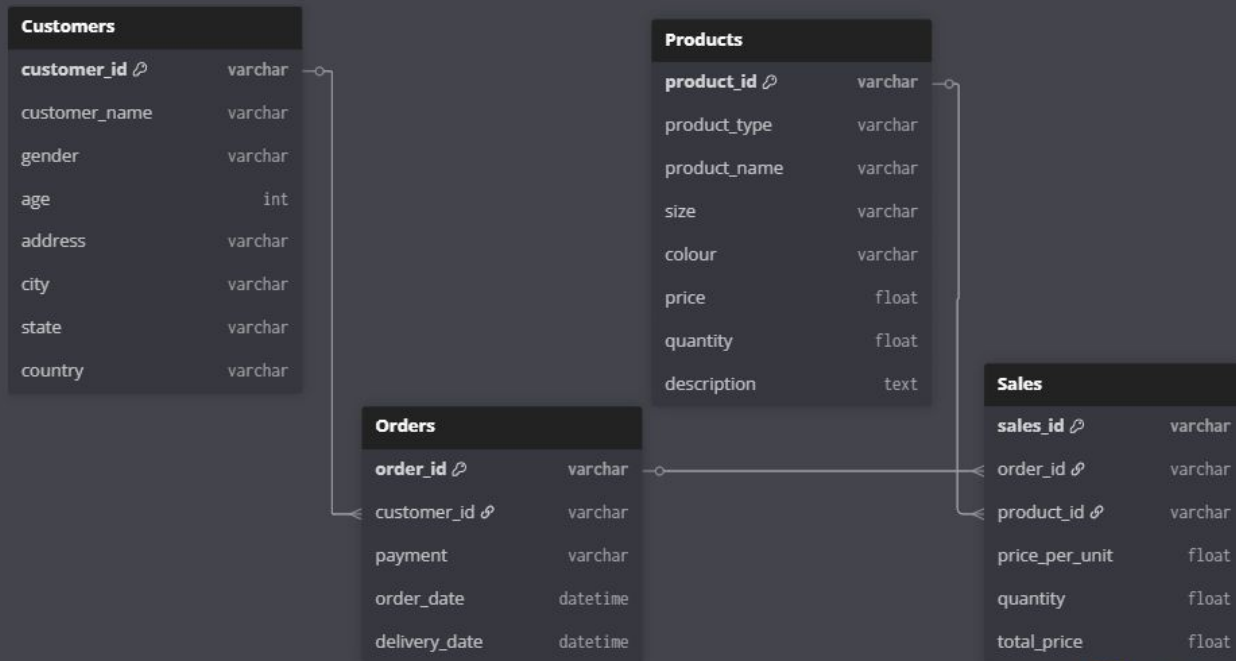 Customers
customer_id varchar
customer_name varchar
gender varchar
age int
address varchar
city varchar
state varchar
country varchar
Products
product_id varchar
product_type varchar
product_name varchar
size varchar
colour varchar
price float
quantity float
description text
Orders
order_id varchar
customer_id varchar
payment varchar
order_date datetime
delivery_date datetime
Sales
sales_id varchar
order_id varchar
product_id varchar
price_per_unit float
quantity float
total_price float